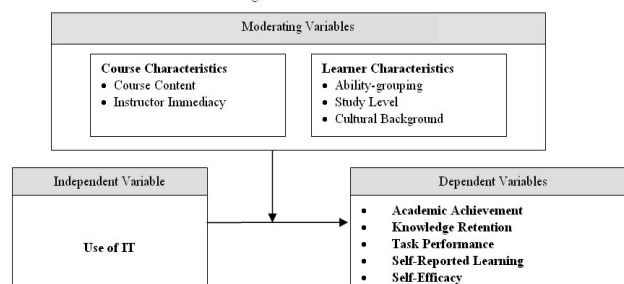 Moderating Variables
Course Characteristics
• Course Content
• Instructor Immediacy
Learner Characteristics
• Ability-grouping
• Study Level
• Cultural Background
Independent Variable
Use of IT
Dependent Variables
• Academic Achievement
• Knowledge Retention
• Task Performance
• Self-Reported Learning
• Self-Efficacy